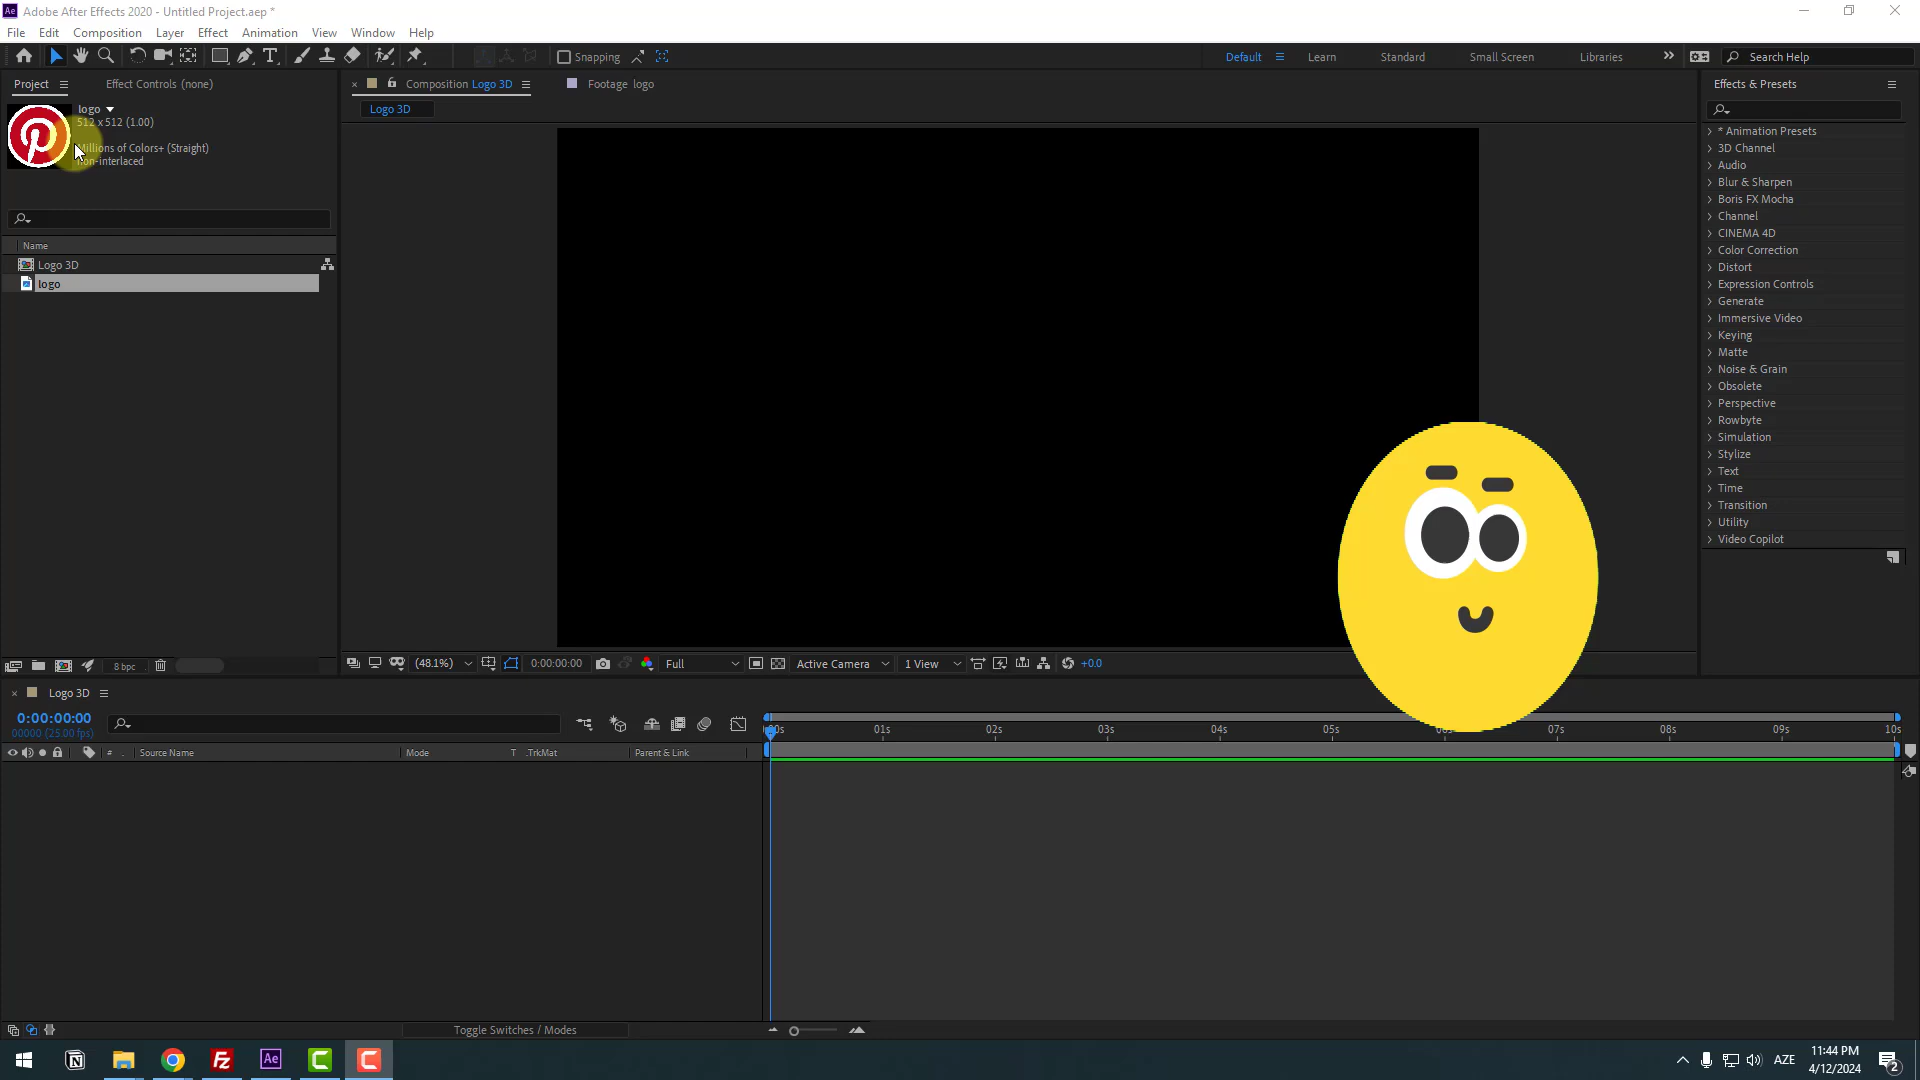 Ae Adobe After Effects 2020 - Untitled Project.aep *
File Edit Composition Layer Effect Animation View Window Help
Snapping Default Learn Standard Small Screen Libraries Search Help
Project Effect Controls (none) Composition Logo 3D Footage logo Effects & Presets
logo
Logo 3D
512 x 512 (1.00)
Millions of Colors+ (Straight)
non-interlaced
Name
Logo 3D
logo
* Animation Presets
3D Channel
Audio
Blur & Sharpen
Boris FX Mocha
Channel
CINEMA 4D
Color Correction
Distort
Expression Controls
Generate
Immersive Video
Keying
Matte
Noise & Grain
Obsolete
Perspective
Rowbyte
Simulation
Stylize
Text
Time
Transition
Utility
Video Copilot
8 bpc (48.1%) 0:00:00:00 Full Active Camera 1 View +0.0
Logo 3D
0:00:00:00
00000 (25.00 fps)
01s 02s 03s 04s 05s 07s 08s 09s 10s
# Source Name Mode T .TrkMat Parent & Link
Toggle Switches / Modes
Fz Ae C C
AZE
11:44 PM
4/12/2024
2